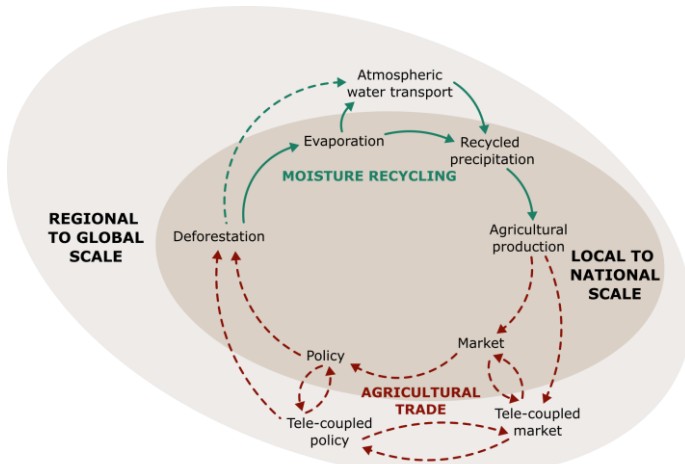 Atmospheric
water transport
Evaporation
Recycled
precipitation
MOISTURE RECYCLING
REGIONAL
TO GLOBAL
SCALE
Deforestation
Agricultural
production
LOCAL TO
NATIONAL
SCALE
Market
Policy
AGRICULTURAL
TRADE
Tele-coupled
policy
Tele-coupled
market